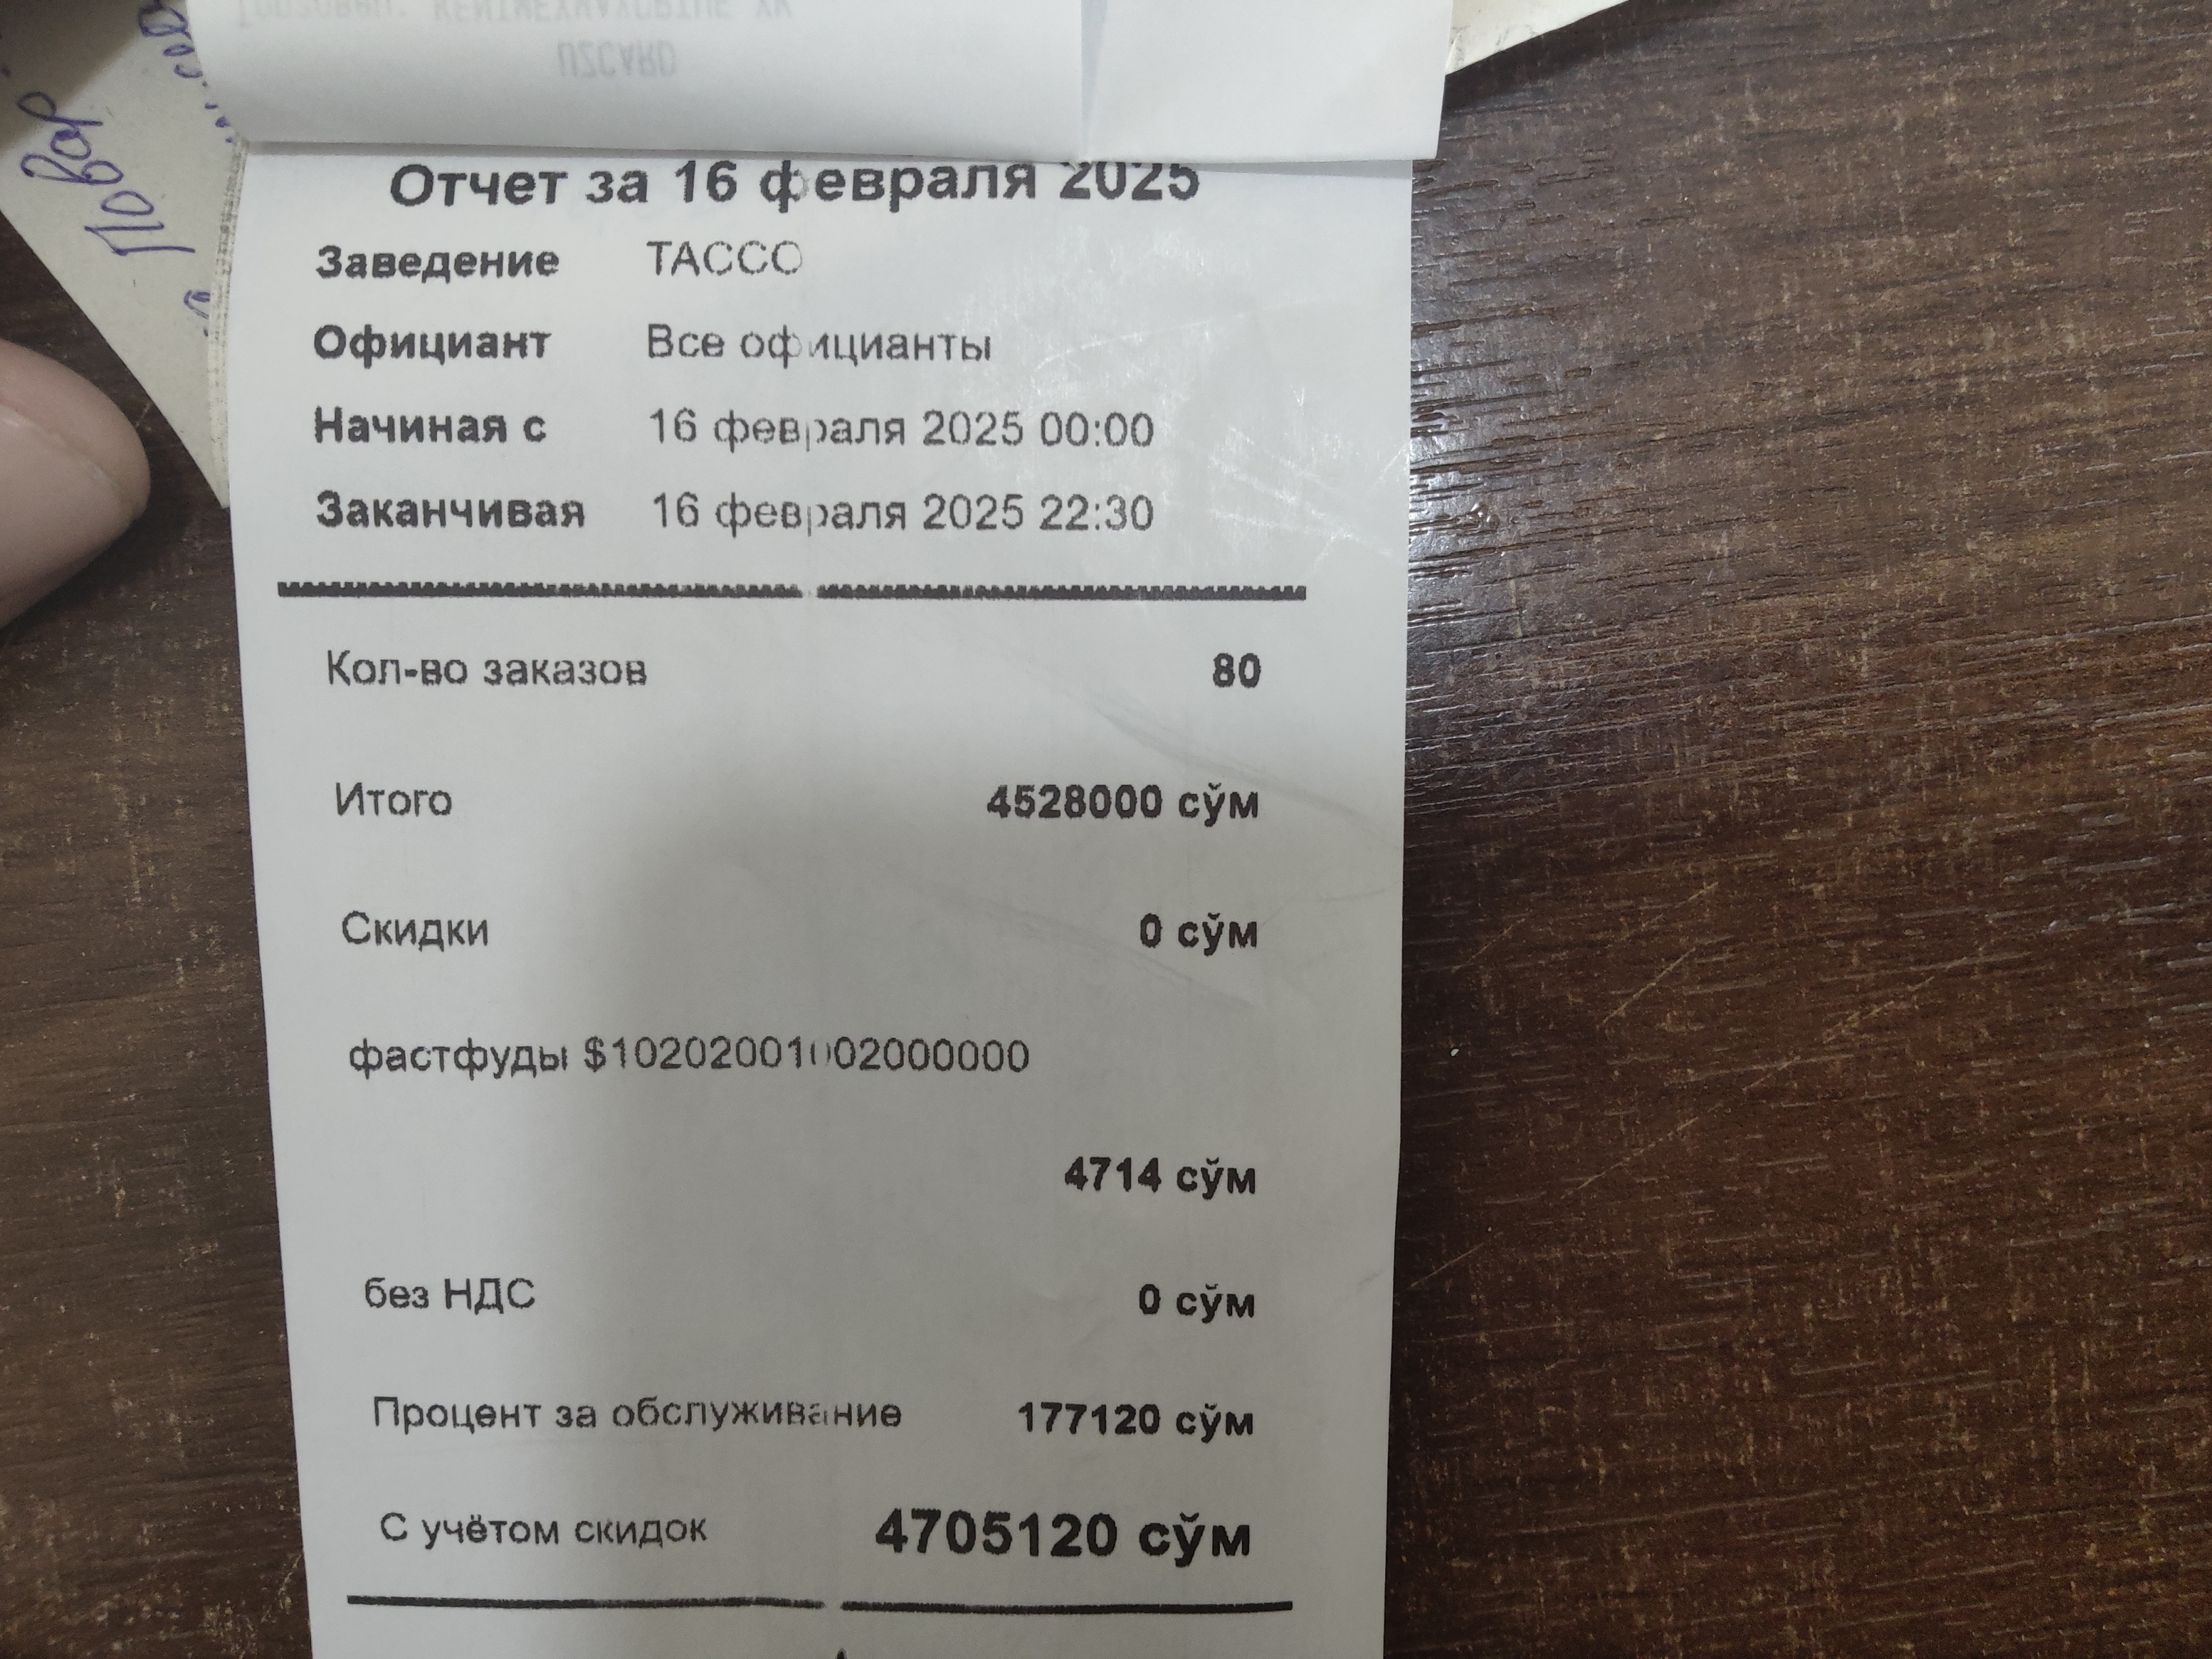 UZCARD
Повор
Отчет за 16 февраля 2025
Заведение TACCO
Официант Все официанты
Начиная с 16 февраля 2025 00:00
Заканчивая 16 февраля 2025 22:30
Кол-во заказов 80
Итого 4528000 сўм
Скидки 0 сўм
фастфуды $10202001002000000
4714 сўм
без НДС 0 сўм
Процент за обслуживание 177120 сўм
С учётом скидок 4705120 сўм